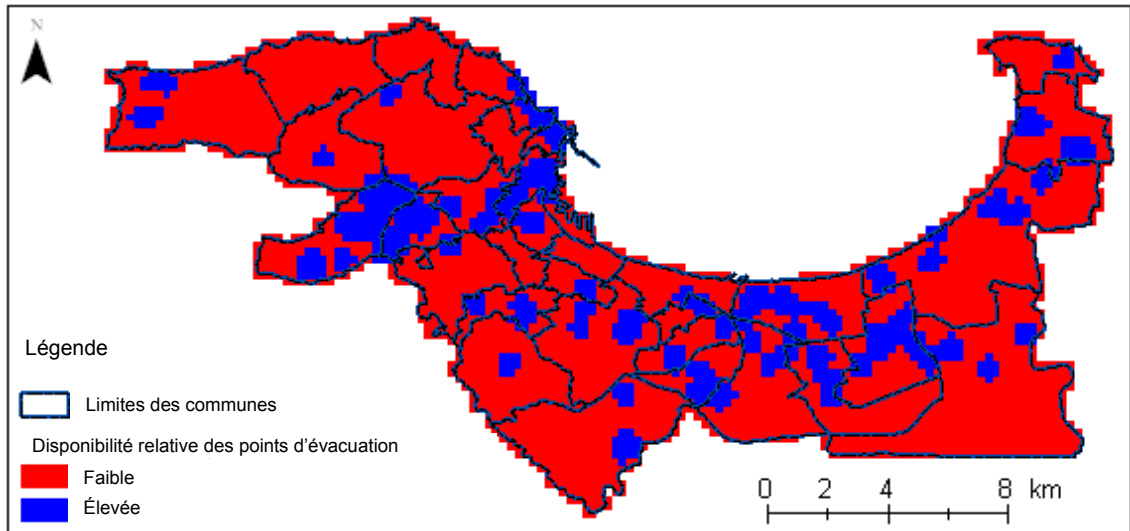 N
Légende
Limites des communes
Disponibilité relative des points d'évacuation
Faible
Élevée
0 2 4 8 km